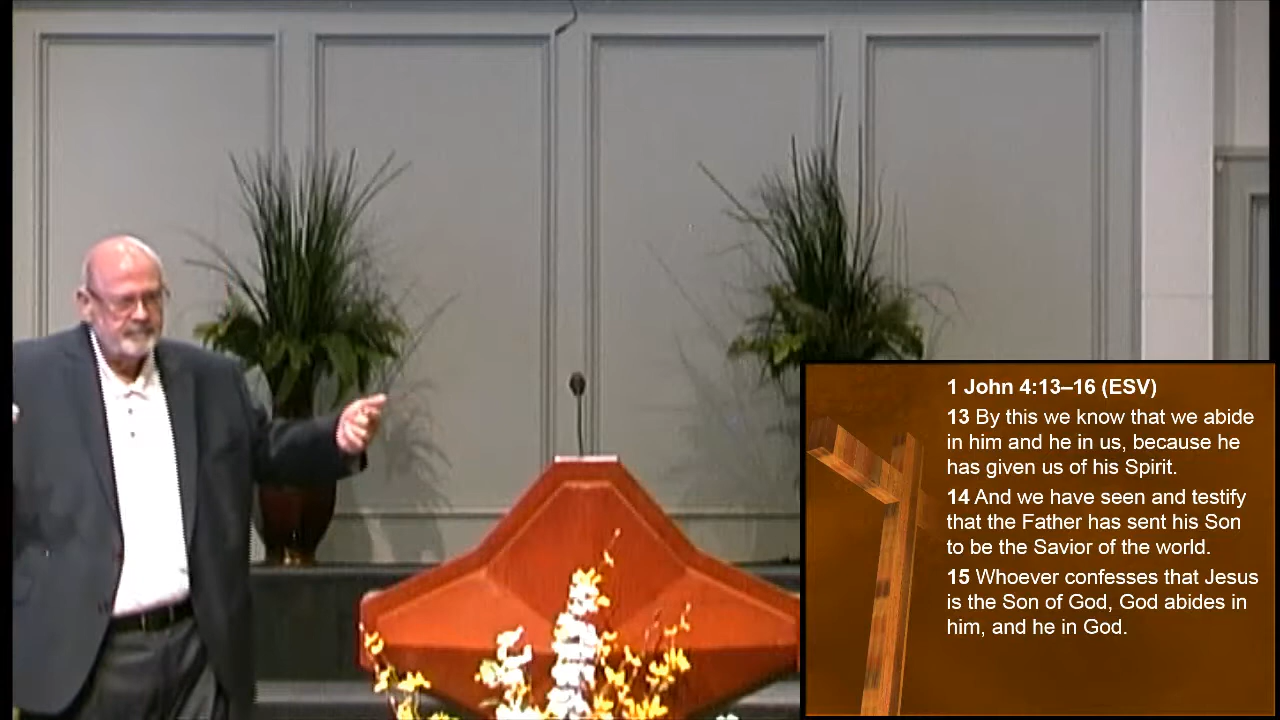 1 John 4:13–16 (ESV)
13 By this we know that we abide
in him and he in us, because he
has given us of his Spirit.
14 And we have seen and testify
that the Father has sent his Son
to be the Savior of the world.
15 Whoever confesses that Jesus
is the Son of God, God abides in
him, and he in God.